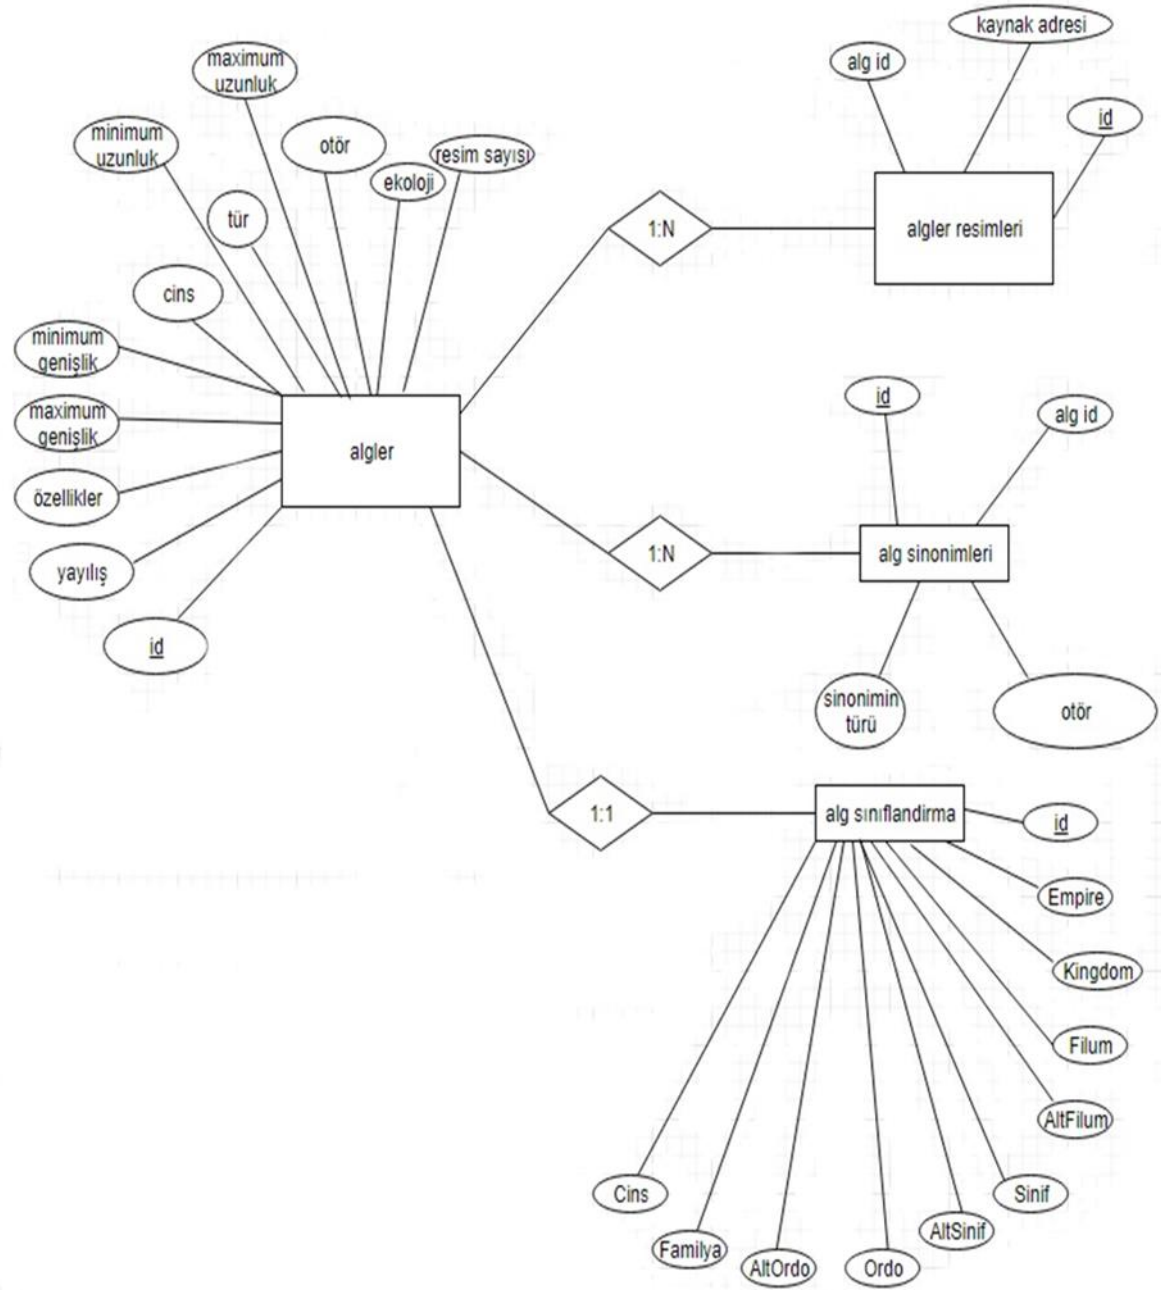 kaynak adresi
maximum
uzunluk
alg id
id
minimum
uzunluk
otör
resim sayısı
ekoloji
tür
1:N
algler resimleri
cins
minimum
genişlik
maximum
genişlik
id
alg id
algler
özellikler
1:N
alg sinonimleri
yayılış
id
sinonimin
türü
otör
1:1
alg sınıflandirma
id
Empire
Kingdom
Filum
AltFilum
Cins
Sinif
AltSinif
Familya
AltOrdo
Ordo